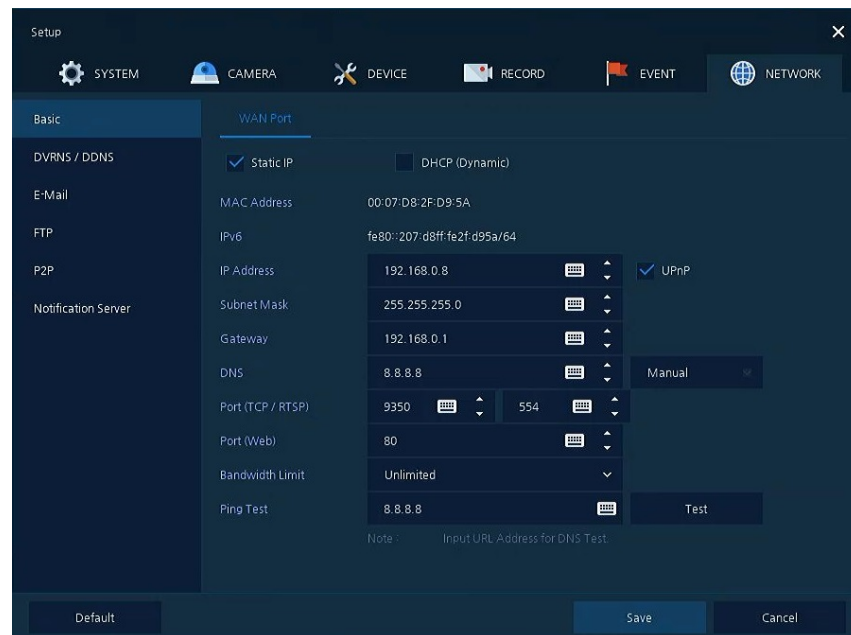 Setup
SYSTEM CAMERA DEVICE RECORD EVENT NETWORK
Basic
DVRNS / DDNS
E-Mail
FTP
P2P
Notification Server
WAN Port
Static IP DHCP (Dynamic)
MAC Address 00:07:D8:2F:D9:5A
IPv6 fe80::207:d8ff:fe2f:d95a/64
IP Address 192.168.0.8 UPnP
Subnet Mask 255.255.255.0
Gateway 192.168.0.1
DNS 8.8.8.8 Manual
Port (TCP / RTSP) 9350 554
Port (Web) 80
Bandwidth Limit Unlimited
Ping Test 8.8.8.8 Test
Note : Input URL Address for DNS Test.
Default Save Cancel